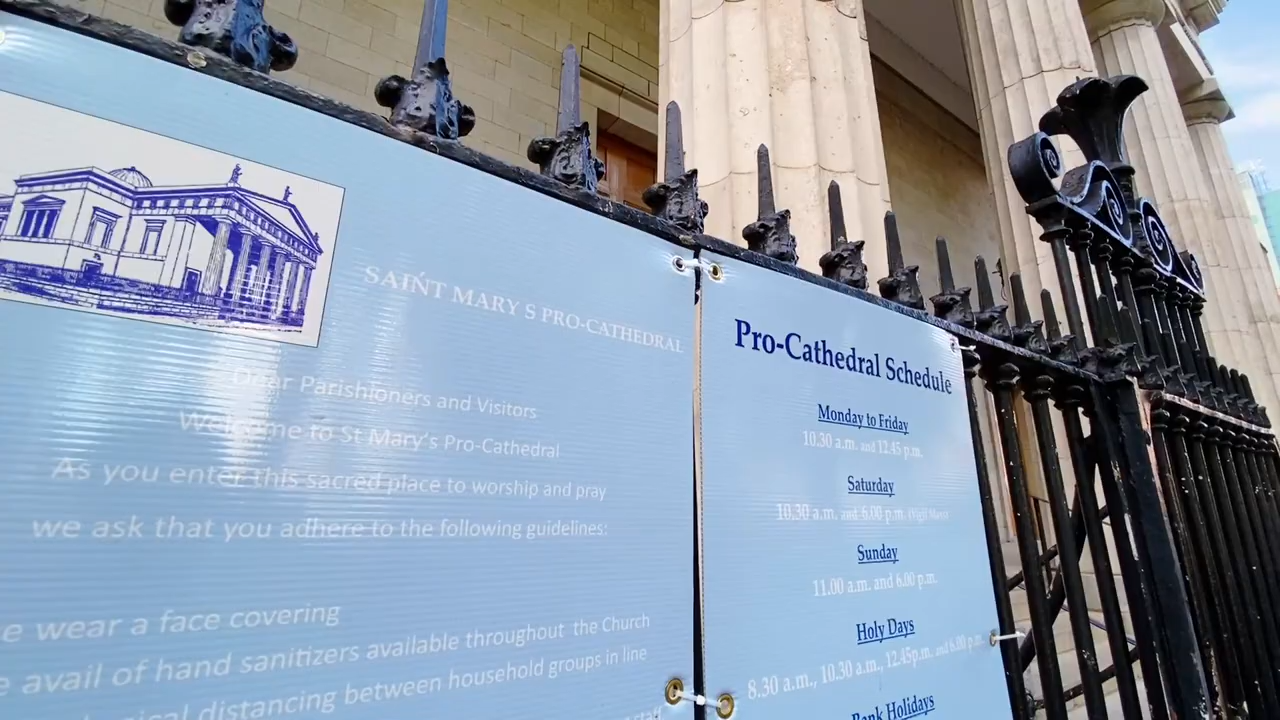 SAINT MARY S PRO-CATHEDRAL
Dear Parishioners and Visitors
Welcome to St Mary's Pro-Cathedral
As you enter this sacred place to worship and pray
we ask that you adhere to the following guidelines:
wear a face covering
avail of hand sanitizers available throughout the Church
distancing between household groups in line
staff
Pro-Cathedral Schedule
Monday to Friday
10.30 a.m. and 12.45 p.m.
Saturday
10.30 a.m. and 6.00 p.m. (Vigil Mass)
Sunday
11.00 a.m. and 6.00 p.m.
Holy Days
8.30 a.m., 10.30 a.m., 12.45p.m. and 6.00 p.m.
Bank Holidays